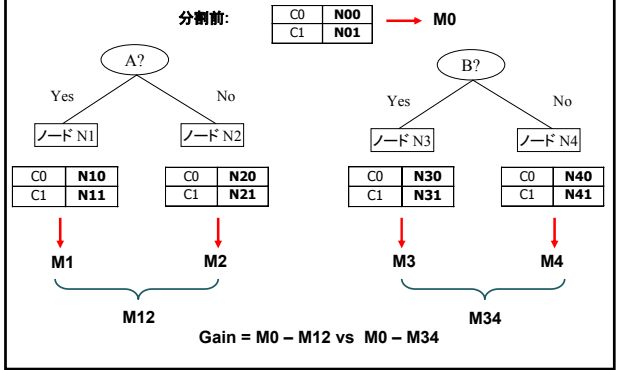 分割前:
C0 N00
C1 N01
M0
A?
B?
Yes
No
Yes
No
ノード N1
ノード N2
ノード N3
ノード N4
C0 N10
C1 N11
C0 N20
C1 N21
C0 N30
C1 N31
C0 N40
C1 N41
M1
M2
M3
M4
M12
M34
Gain = M0 – M12 vs M0 – M34